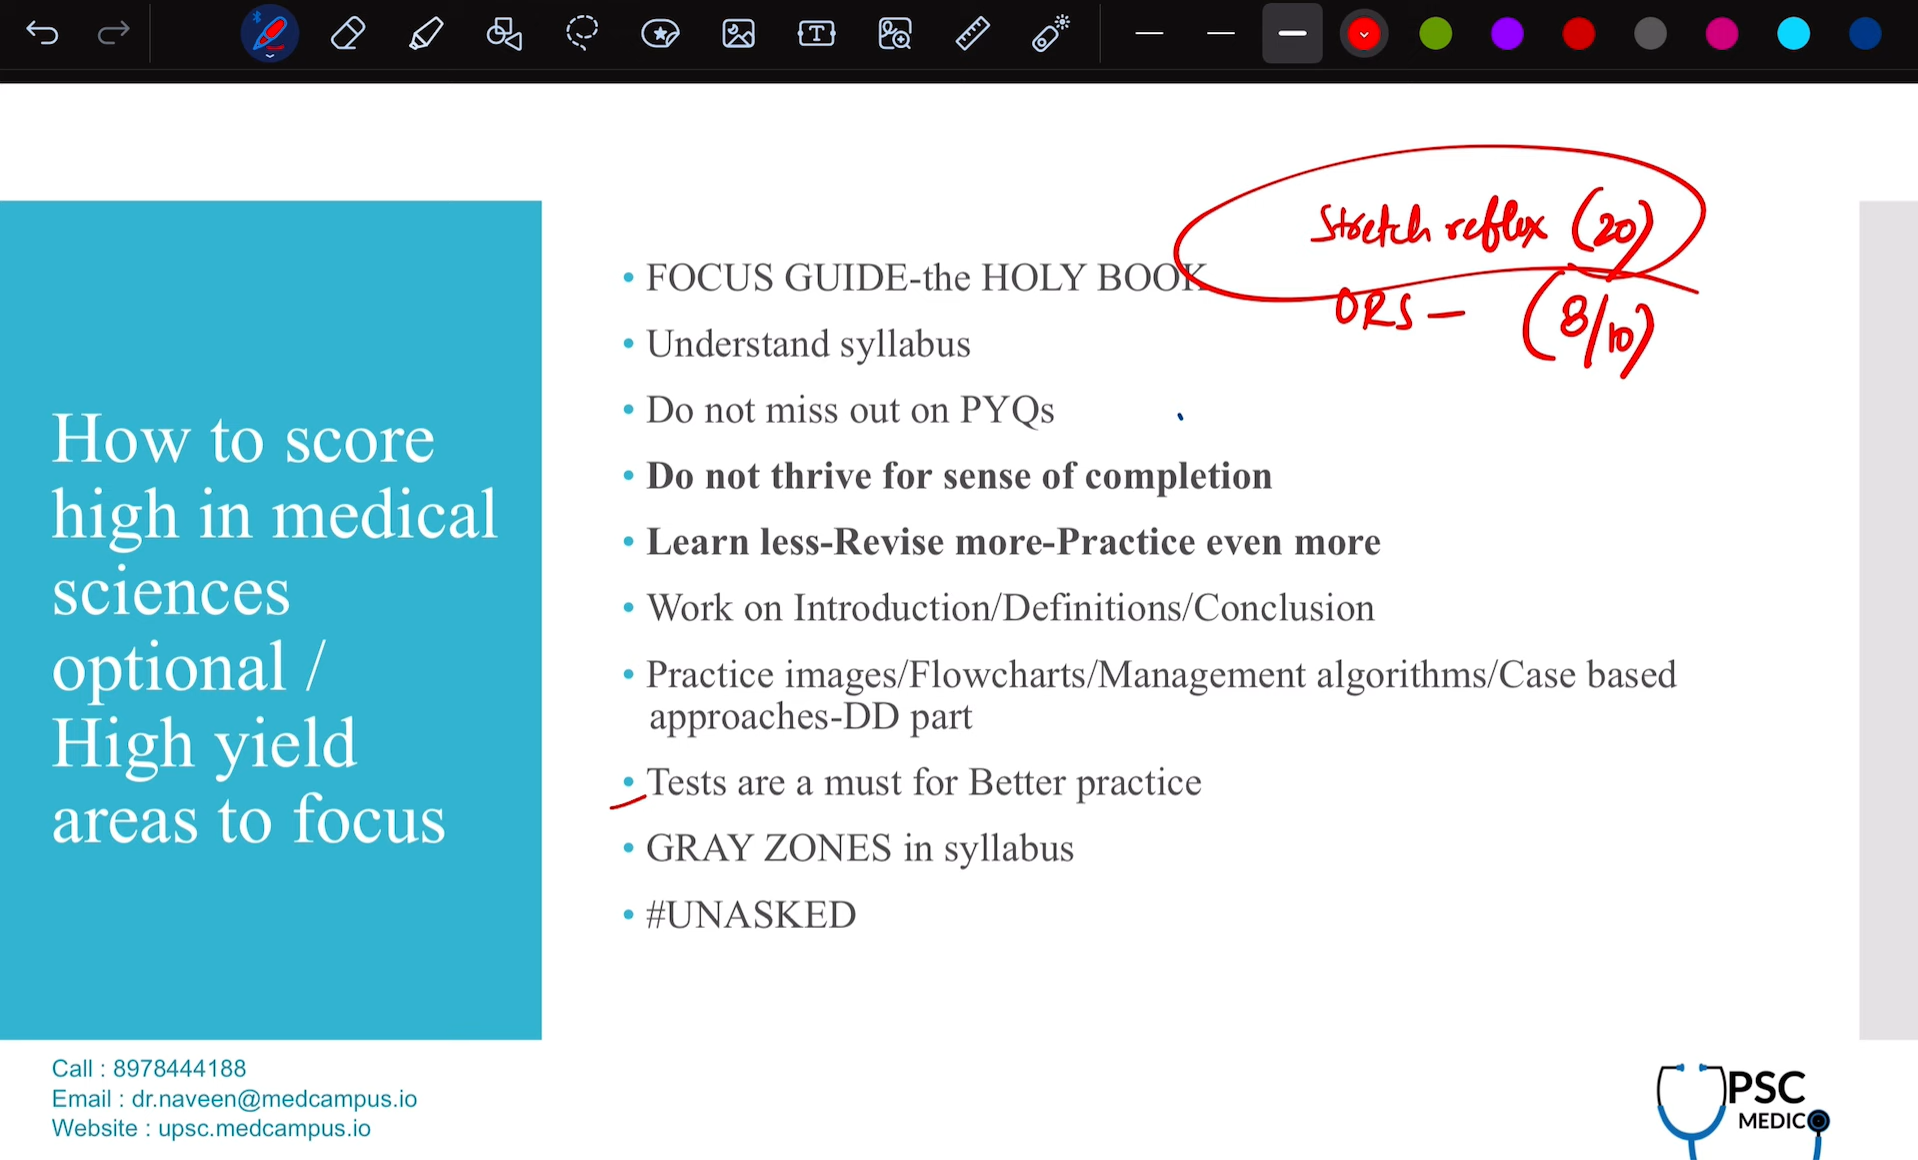 How to score
high in medical
sciences
optional /
High yield
areas to focus
Stretch reflex (20)
ORS - (8/10)
• FOCUS GUIDE-the HOLY BOOK
• Understand syllabus
• Do not miss out on PYQs
• Do not thrive for sense of completion
• Learn less-Revise more-Practice even more
• Work on Introduction/Definitions/Conclusion
• Practice images/Flowcharts/Management algorithms/Case based
approaches-DD part
• Tests are a must for Better practice
• GRAY ZONES in syllabus
• #UNASKED
Call : 8978444188
Email : dr.naveen@medcampus.io
Website : upsc.medcampus.io
UPSC
MEDICO